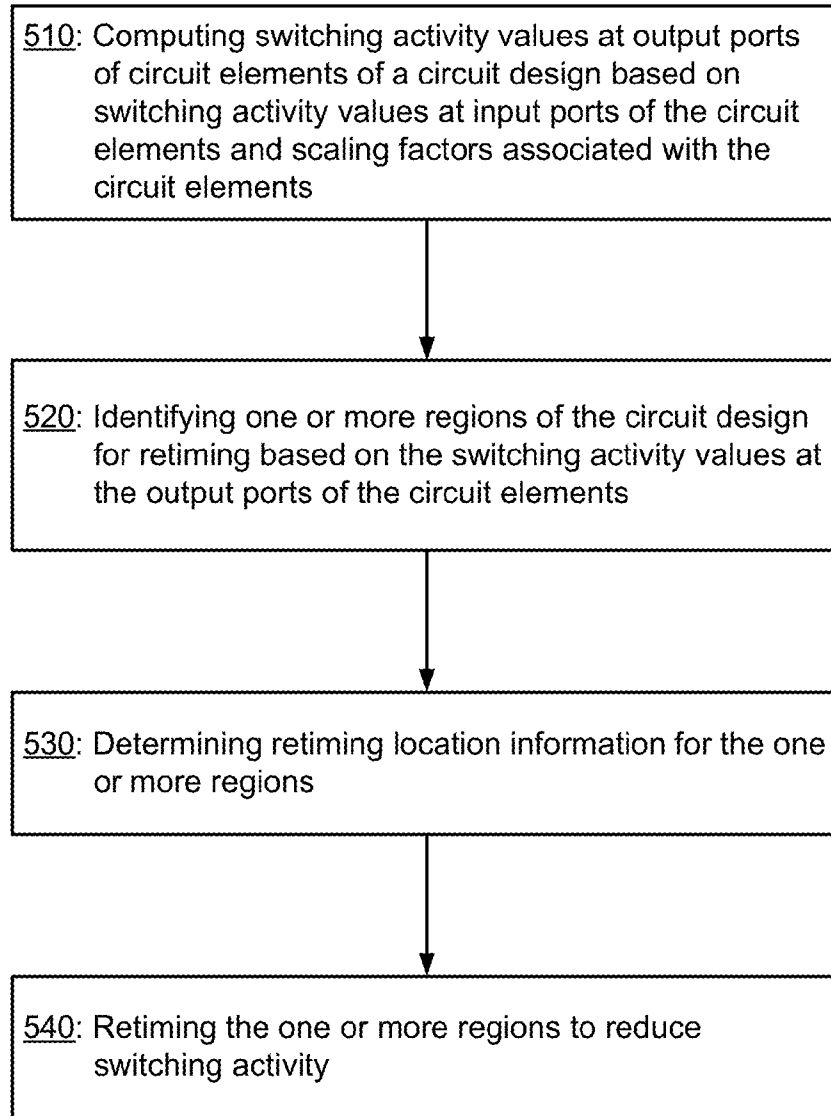 510: Computing switching activity values at output ports
of circuit elements of a circuit design based on
switching activity values at input ports of the circuit
elements and scaling factors associated with the
circuit elements
520: Identifying one or more regions of the circuit design
for retiming based on the switching activity values at
the output ports of the circuit elements
530: Determining retiming location information for the one
or more regions
540: Retiming the one or more regions to reduce
switching activity